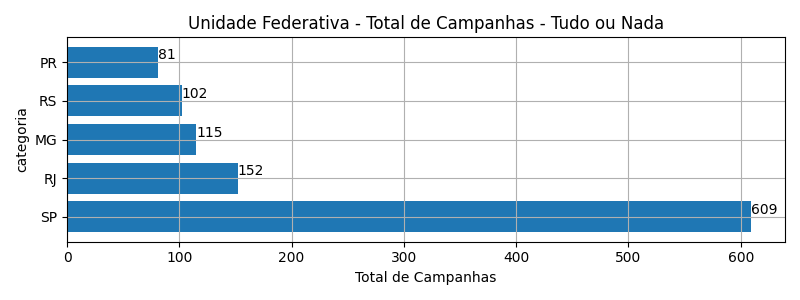 Unidade Federativa - Total de Campanhas - Tudo ou Nada
categoria
PR 81
RS 102
MG 115
RJ 152
SP 609
0 100 200 300 400 500 600
Total de Campanhas